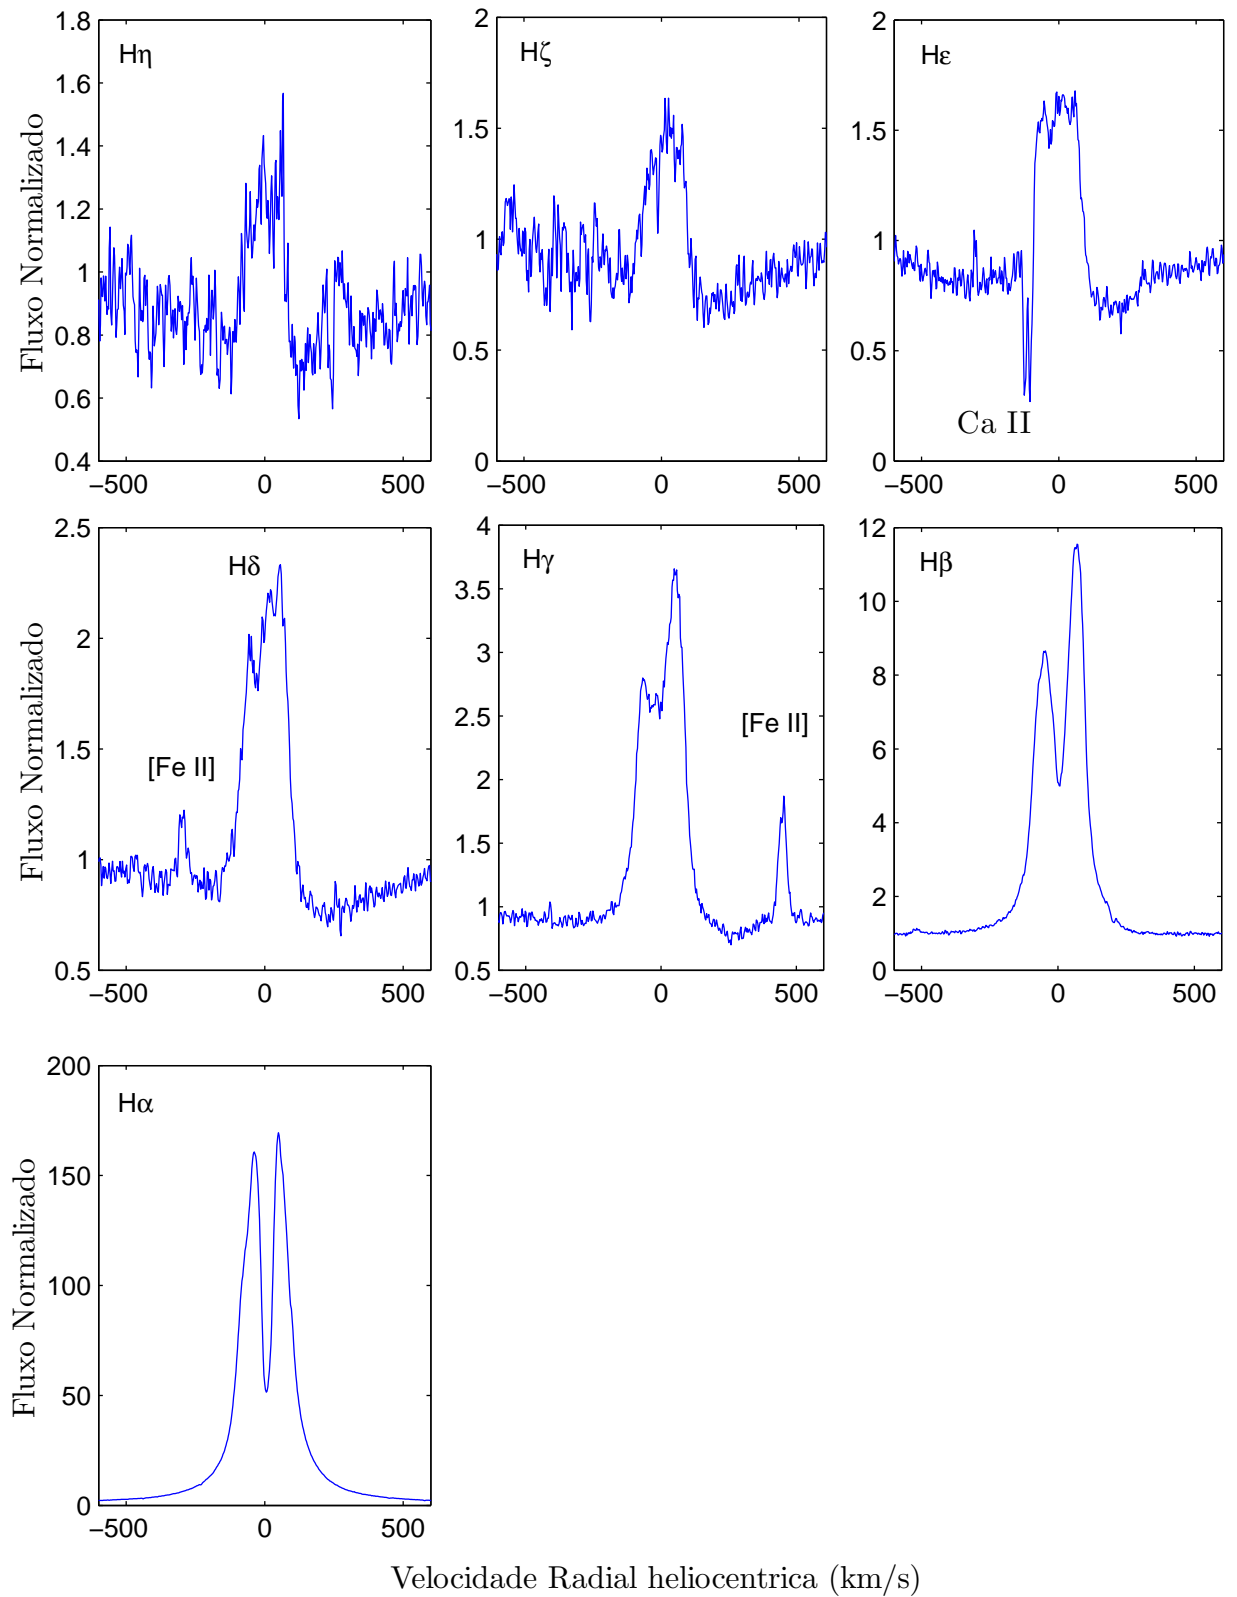 Hη
Hζ
Hε
Fluxo Normalizado
1.8
1.6
1.4
1.2
1
0.8
0.6
0.4
−500 0 500
2
1.5
1
0.5
0
−500 0 500
2
1.5
1
0.5
0
Ca II
−500 0 500
Hδ
Hγ
Hβ
Fluxo Normalizado
2.5
2
1.5
1
0.5
[Fe II]
−500 0 500
4
3.5
3
2.5
2
1.5
1
0.5
[Fe II]
−500 0 500
12
10
8
6
4
2
0
−500 0 500
Hα
Fluxo Normalizado
200
150
100
50
0
−500 0 500
Velocidade Radial heliocentrica (km/s)